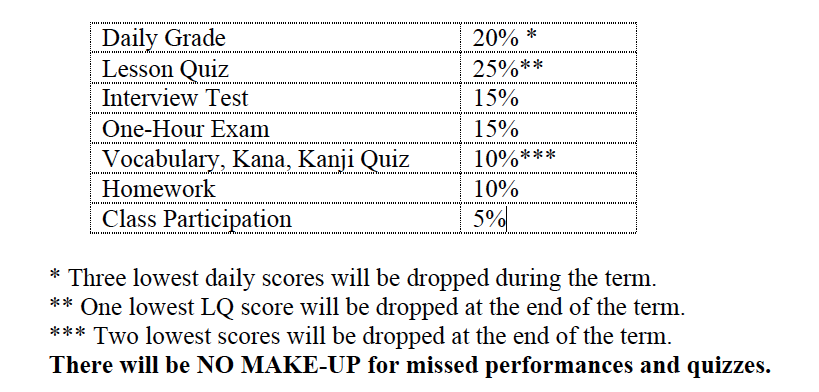 Daily Grade 20% *
Lesson Quiz 25%**
Interview Test 15%
One-Hour Exam 15%
Vocabulary, Kana, Kanji Quiz 10%***
Homework 10%
Class Participation 5%
* Three lowest daily scores will be dropped during the term.
** One lowest LQ score will be dropped at the end of the term.
*** Two lowest scores will be dropped at the end of the term.
There will be NO MAKE-UP for missed performances and quizzes.